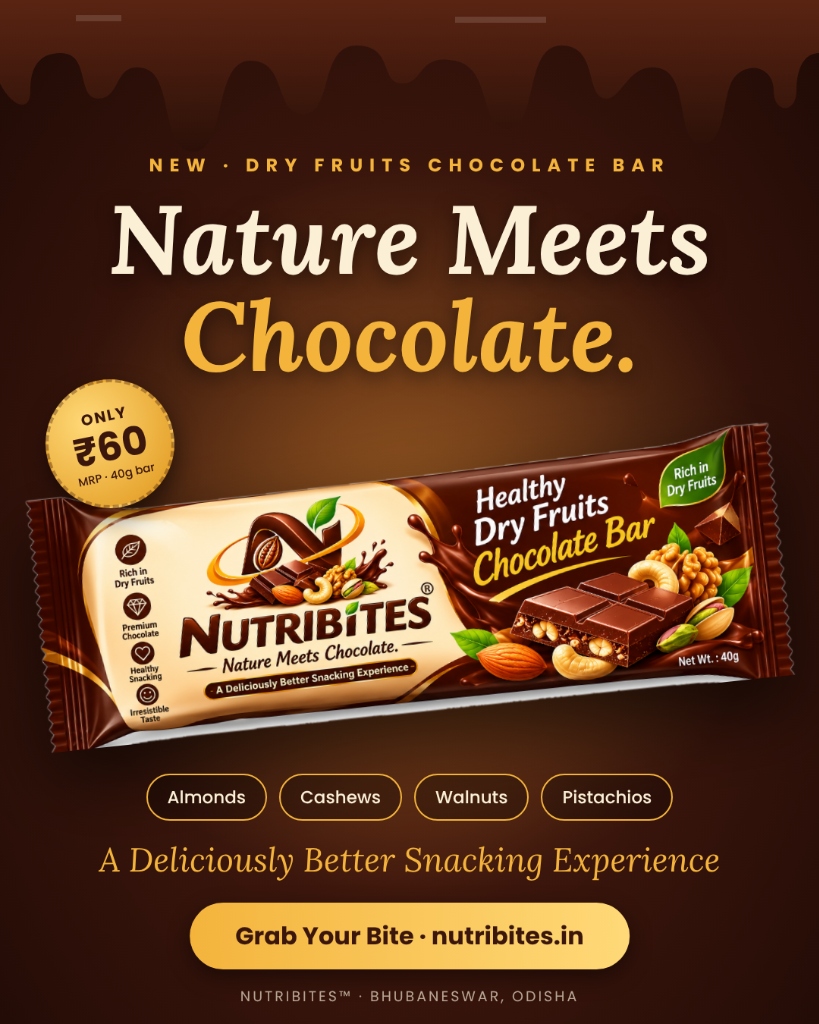 NEW · DRY FRUITS CHOCOLATE BAR
Nature Meets
Chocolate.
ONLY
₹60
MRP · 40g bar
Rich in
Dry Fruits
Premium
Chocolate
Healthy
Snacking
Irresistible
Taste
N
NUTRIBITES®
Nature Meets Chocolate.
A Deliciously Better Snacking Experience
Healthy
Dry Fruits
Chocolate Bar
Rich in
Dry Fruits
Net Wt. : 40g
Almonds
Cashews
Walnuts
Pistachios
A Deliciously Better Snacking Experience
Grab Your Bite · nutribites.in
NUTRIBITES™ · BHUBANESWAR, ODISHA